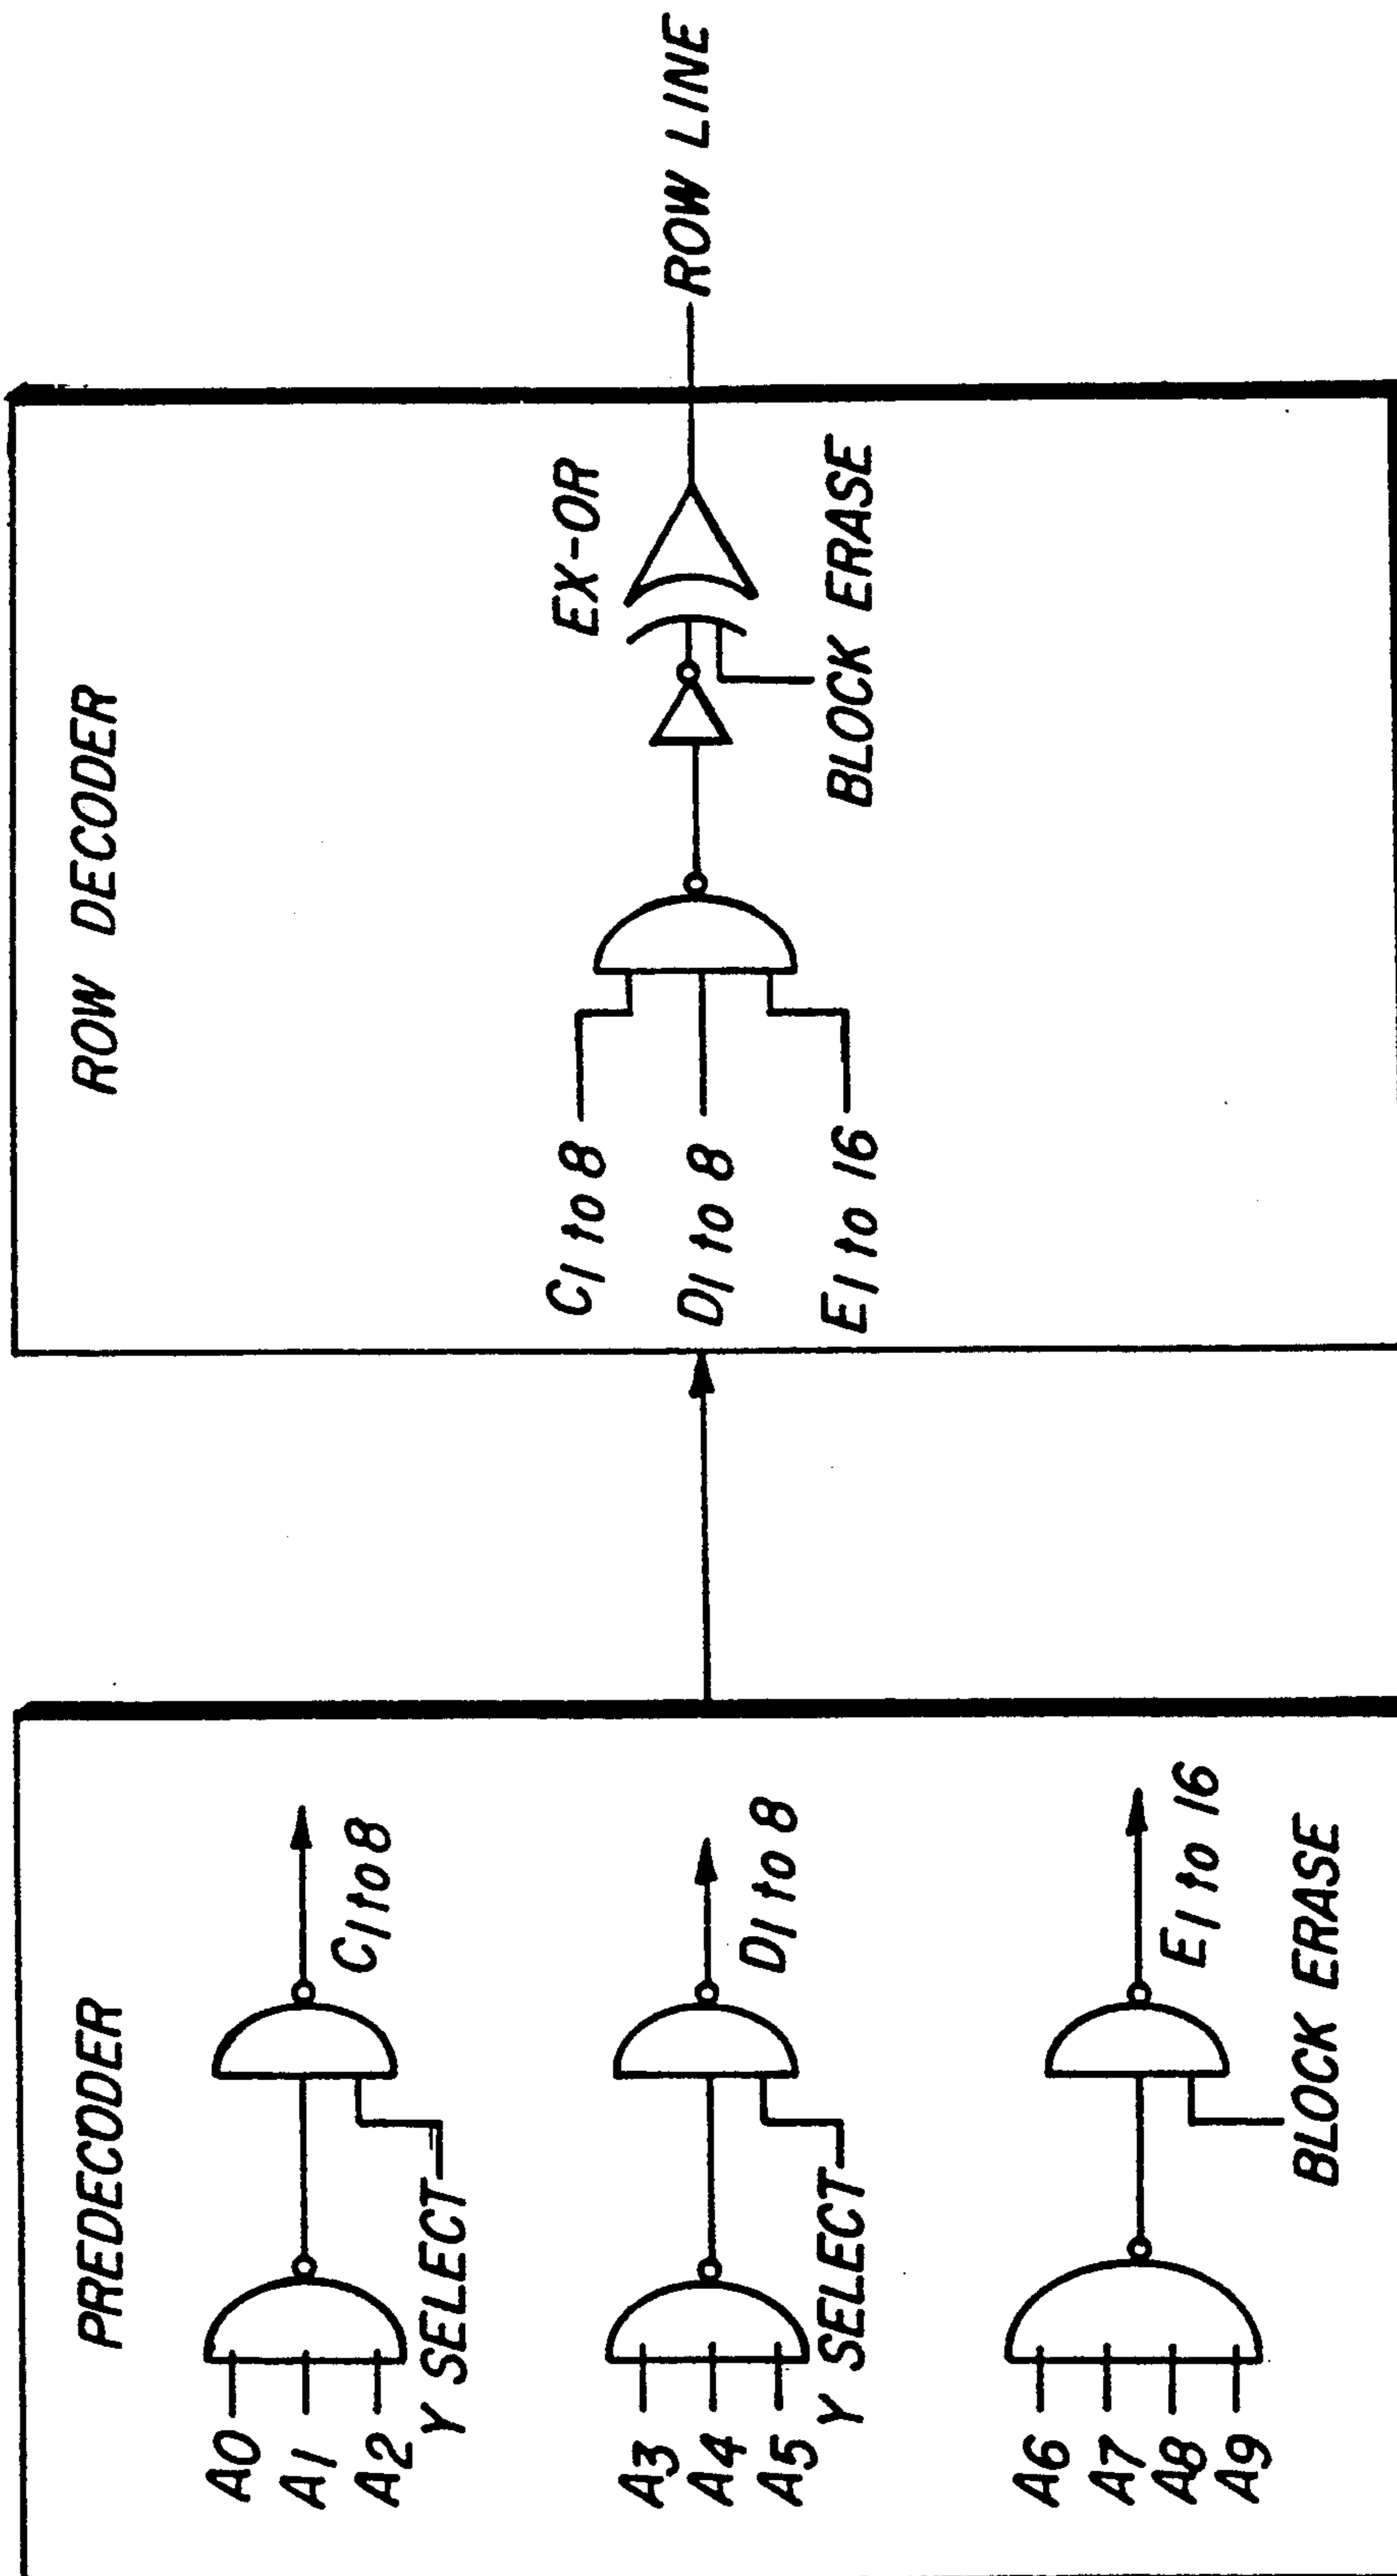 PREDECODER
A0
A1
A2
Y SELECT
C1 to 8
A3
A4
A5
Y SELECT
D1 to 8
A6
A7
A8
A9
BLOCK ERASE
E1 to 16
ROW DECODER
C1 to 8
D1 to 8
E1 to 16
EX-OR
BLOCK ERASE
ROW LINE